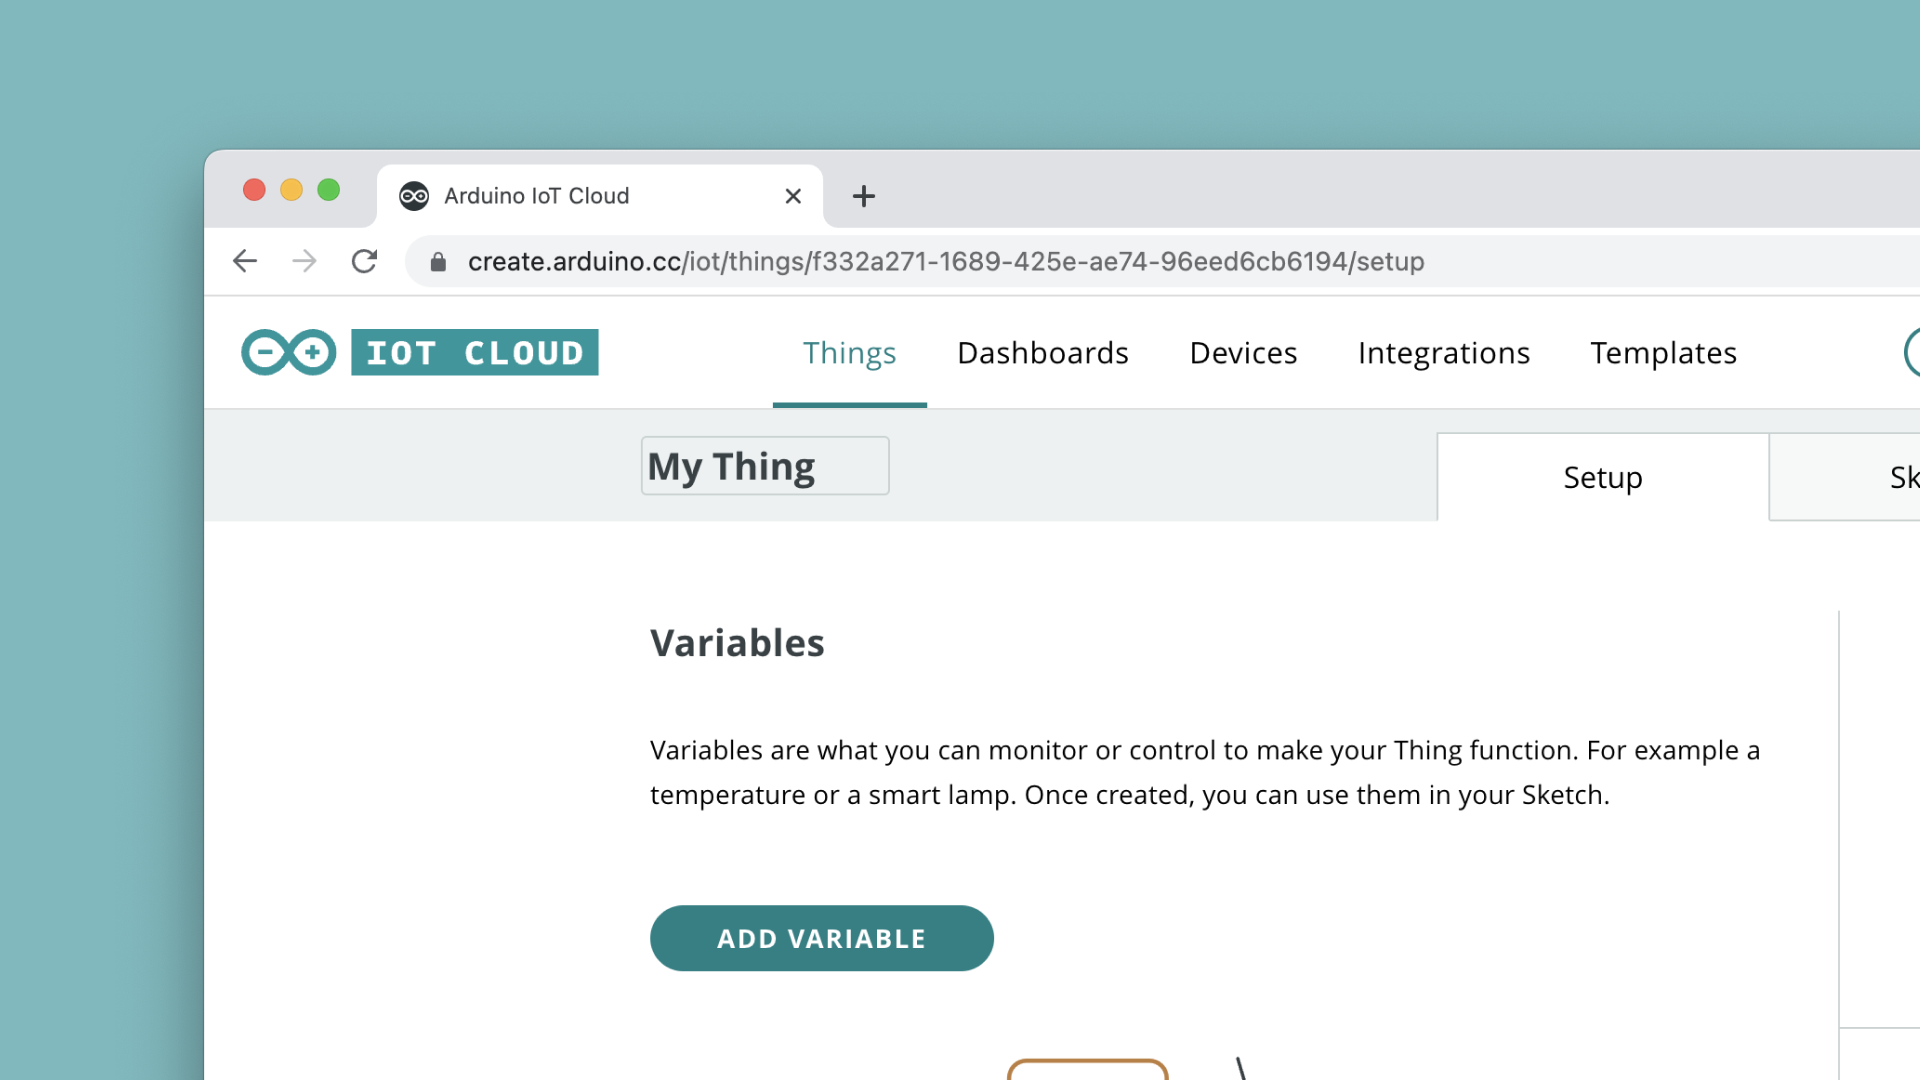 Arduino IoT Cloud
create.arduino.cc/iot/things/f332a271-1689-425e-ae74-96eed6cb6194/setup
IOT CLOUD
Things Dashboards Devices Integrations Templates
My Thing
Setup
Sk
Variables
Variables are what you can monitor or control to make your Thing function. For example a
temperature or a smart lamp. Once created, you can use them in your Sketch.
ADD VARIABLE